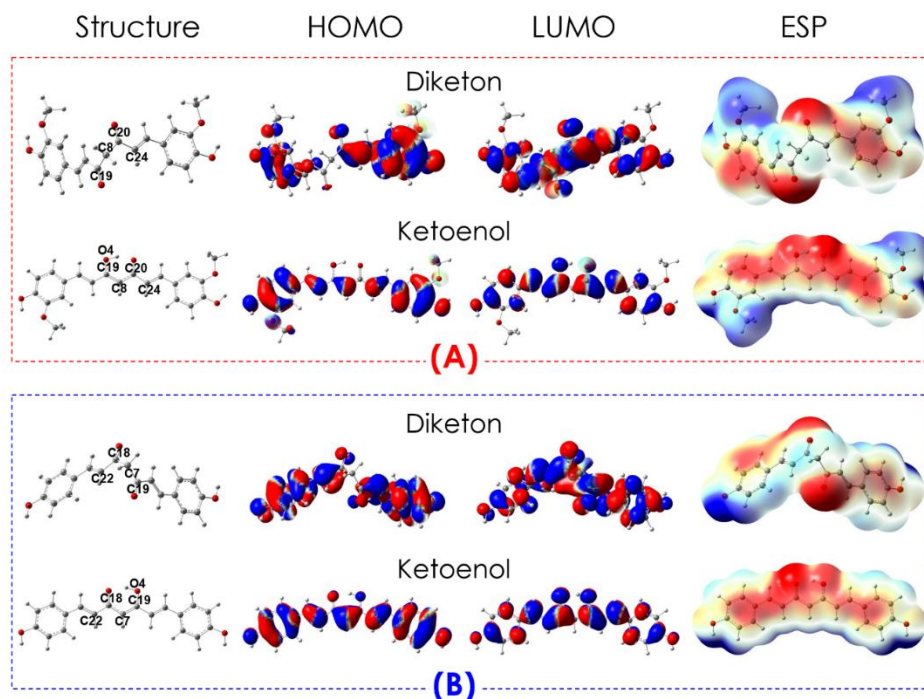 Structure HOMO LUMO ESP
Diketon
C20
C8
C24
C19
Ketoenol
O4
C19 C20
C8 C24
(A)
Diketon
C18
C7
C22
C19
Ketoenol
O4
C18 C19
C22 C7
(B)